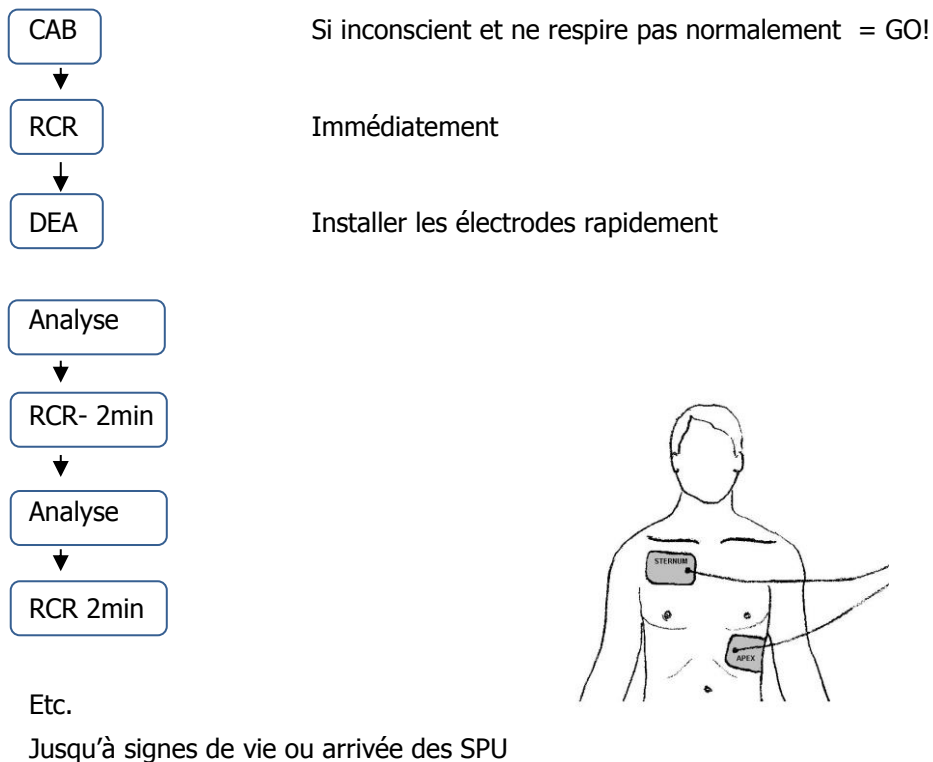 CAB Si inconscient et ne respire pas normalement = GO!
RCR Immédiatement
DEA Installer les électrodes rapidement
Analyse
RCR- 2min
Analyse
RCR 2min
STERNUM
APEX
Etc.
Jusqu'à signes de vie ou arrivée des SPU